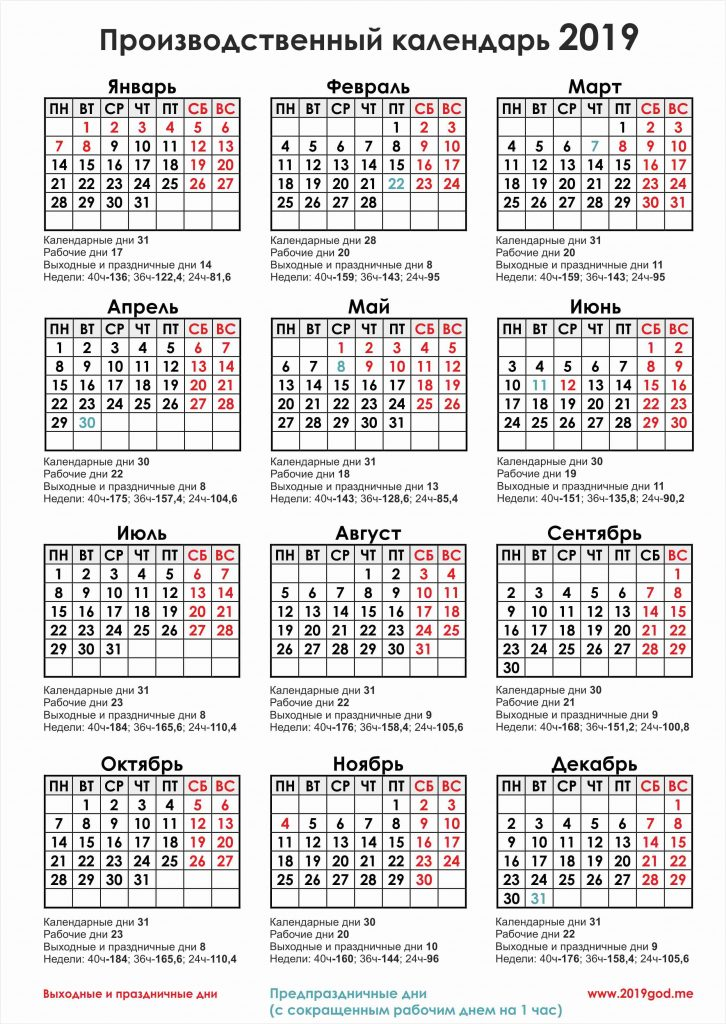 Производственный календарь 2019
Январь
ПН ВТ СР ЧТ ПТ СБ ВС
1 2 3 4 5 6
7 8 9 10 11 12 13
14 15 16 17 18 19 20
21 22 23 24 25 26 27
28 29 30 31
Календарные дни 31
Рабочие дни 17
Выходные и праздничные дни 14
Недели: 40ч-136; 36ч-122,4; 24ч-81,6
Февраль
ПН ВТ СР ЧТ ПТ СБ ВС
1 2 3
4 5 6 7 8 9 10
11 12 13 14 15 16 17
18 19 20 21 22 23 24
25 26 27 28
Календарные дни 28
Рабочие дни 20
Выходные и праздничные дни 8
Недели: 40ч-159; 36ч-143; 24ч-95
Март
ПН ВТ СР ЧТ ПТ СБ ВС
1 2 3
4 5 6 7 8 9 10
11 12 13 14 15 16 17
18 19 20 21 22 23 24
25 26 27 28 29 30 31
Календарные дни 31
Рабочие дни 20
Выходные и праздничные дни 11
Недели: 40ч-159; 36ч-143; 24ч-95
Апрель
ПН ВТ СР ЧТ ПТ СБ ВС
1 2 3 4 5 6 7
8 9 10 11 12 13 14
15 16 17 18 19 20 21
22 23 24 25 26 27 28
29 30
Календарные дни 30
Рабочие дни 22
Выходные и праздничные дни 8
Недели: 40ч-175; 36ч-157,4; 24ч-104,6
Май
ПН ВТ СР ЧТ ПТ СБ ВС
1 2 3 4 5
6 7 8 9 10 11 12
13 14 15 16 17 18 19
20 21 22 23 24 25 26
27 28 29 30 31
Календарные дни 31
Рабочие дни 18
Выходные и праздничные дни 13
Недели: 40ч-143; 36ч-128,6; 24ч-85,4
Июнь
ПН ВТ СР ЧТ ПТ СБ ВС
1 2
3 4 5 6 7 8 9
10 11 12 13 14 15 16
17 18 19 20 21 22 23
24 25 26 27 28 29 30
Календарные дни 30
Рабочие дни 19
Выходные и праздничные дни 11
Недели: 40ч-151; 36ч-135,8; 24ч-90,2
Июль
ПН ВТ СР ЧТ ПТ СБ ВС
1 2 3 4 5 6 7
8 9 10 11 12 13 14
15 16 17 18 19 20 21
22 23 24 25 26 27 28
29 30 31
Календарные дни 31
Рабочие дни 23
Выходные и праздничные дни 8
Недели: 40ч-184; 36ч-165,6; 24ч-110,4
Август
ПН ВТ СР ЧТ ПТ СБ ВС
1 2 3 4
5 6 7 8 9 10 11
12 13 14 15 16 17 18
19 20 21 22 23 24 25
26 27 28 29 30 31
Календарные дни 31
Рабочие дни 22
Выходные и праздничные дни 9
Недели: 40ч-176; 36ч-158,4; 24ч-105,6
Сентябрь
ПН ВТ СР ЧТ ПТ СБ ВС
1
2 3 4 5 6 7 8
9 10 11 12 13 14 15
16 17 18 19 20 21 22
23 24 25 26 27 28 29
30
Календарные дни 30
Рабочие дни 21
Выходные и праздничные дни 9
Недели: 40ч-168; 36ч-151,2; 24ч-100,8
Октябрь
ПН ВТ СР ЧТ ПТ СБ ВС
1 2 3 4 5 6
7 8 9 10 11 12 13
14 15 16 17 18 19 20
21 22 23 24 25 26 27
28 29 30 31
Календарные дни 31
Рабочие дни 23
Выходные и праздничные дни 8
Недели: 40ч-184; 36ч-165,6; 24ч-110,4
Ноябрь
ПН ВТ СР ЧТ ПТ СБ ВС
1 2 3
4 5 6 7 8 9 10
11 12 13 14 15 16 17
18 19 20 21 22 23 24
25 26 27 28 29 30
Календарные дни 30
Рабочие дни 20
Выходные и праздничные дни 10
Недели: 40ч-160; 36ч-144; 24ч-96
Декабрь
ПН ВТ СР ЧТ ПТ СБ ВС
1
2 3 4 5 6 7 8
9 10 11 12 13 14 15
16 17 18 19 20 21 22
23 24 25 26 27 28 29
30 31
Календарные дни 31
Рабочие дни 22
Выходные и праздничные дни 9
Недели: 40ч-176; 36ч-158,4; 24ч-105,6
Выходные и праздничные дни
Предпраздничные дни
(с сокращенным рабочим днем на 1 час)
www.2019god.me